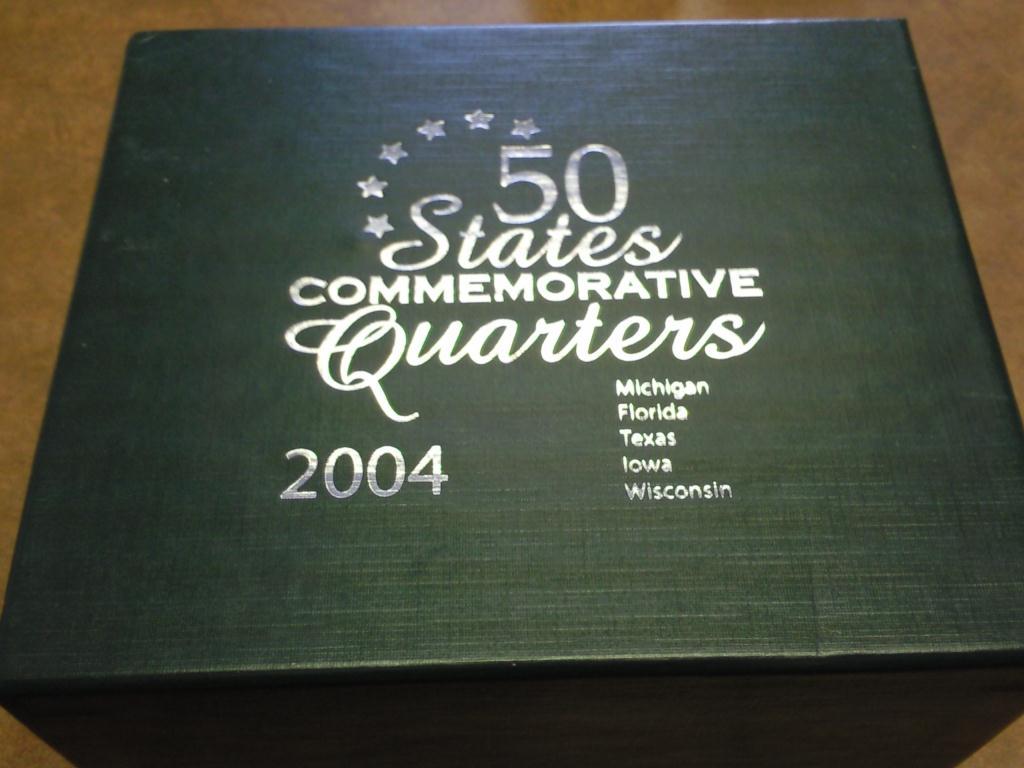 50
States
COMMEMORATIVE
Quarters
Michigan
Florida
Texas
Iowa
Wisconsin
2004